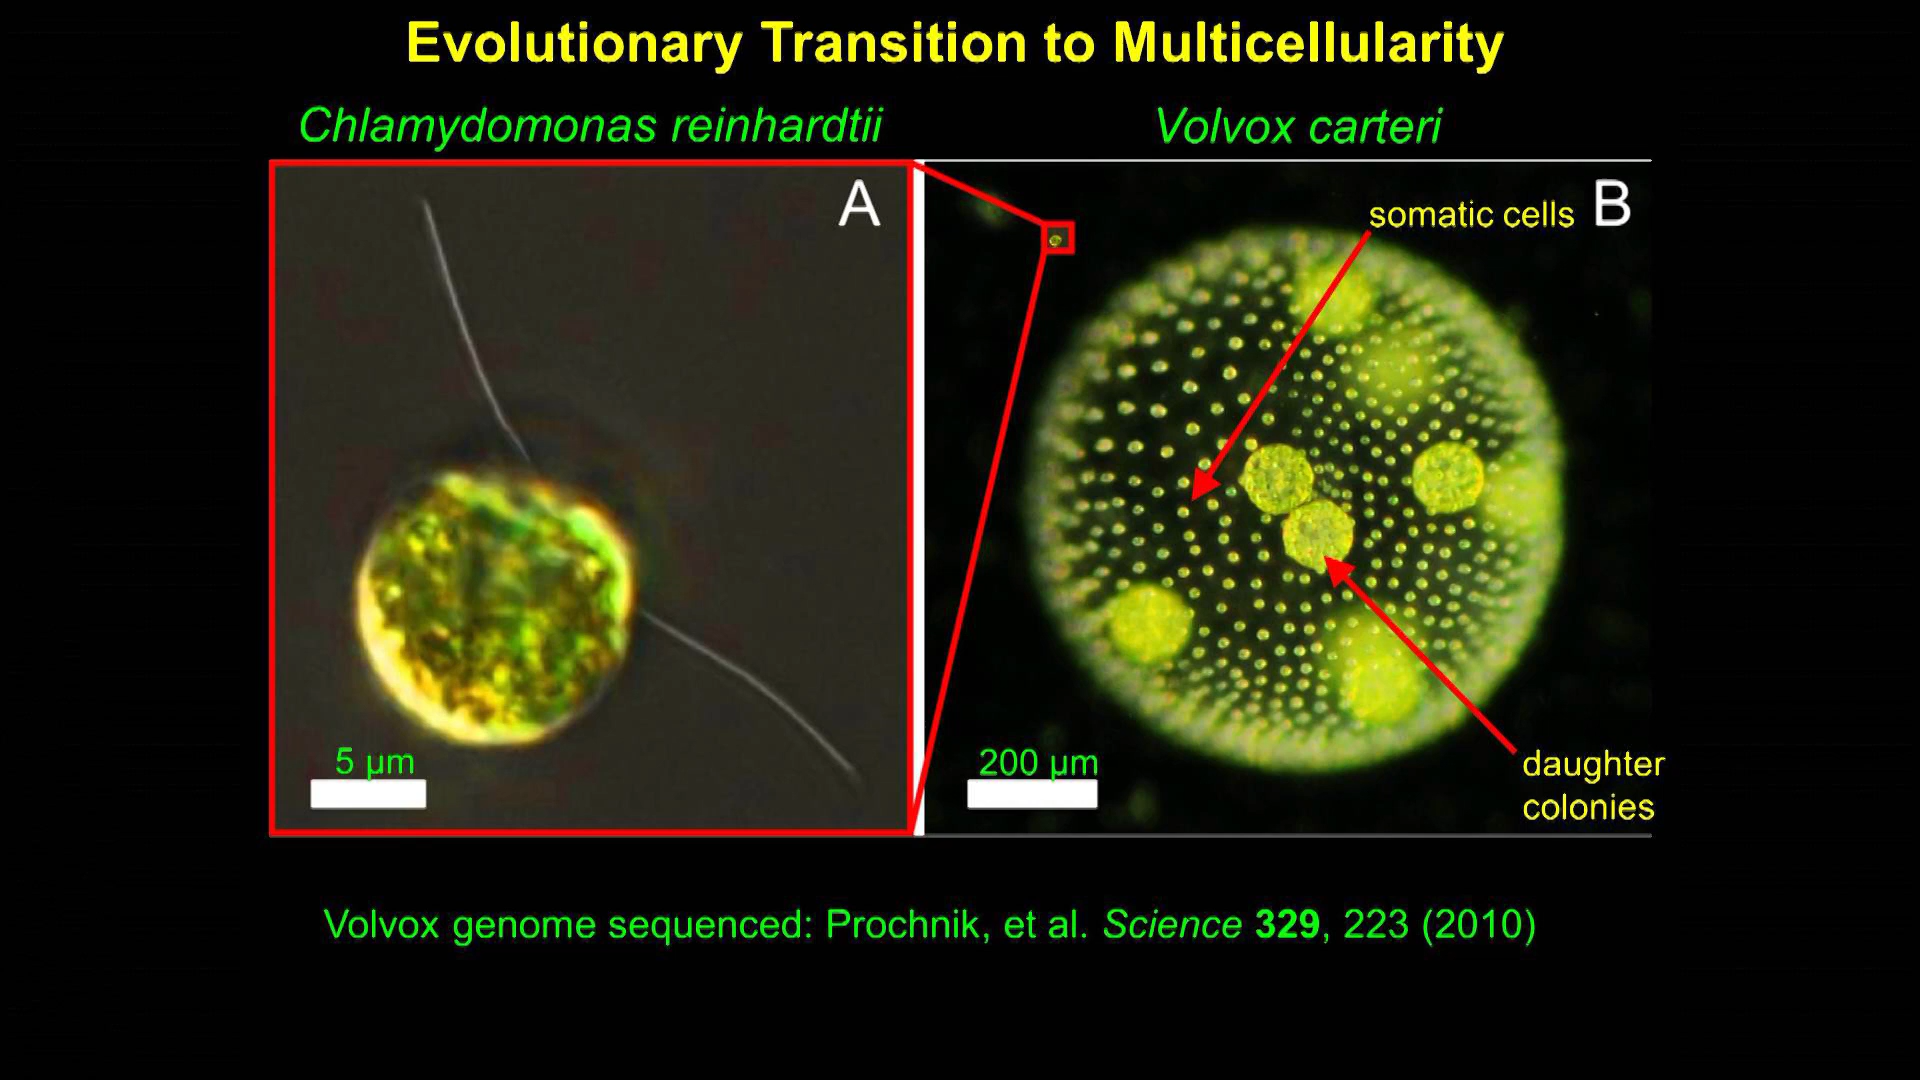 Evolutionary Transition to Multicellularity
Chlamydomonas reinhardtii
Volvox carteri
A
somatic cells
B
5 μm
200 μm
daughter
colonies
Volvox genome sequenced: Prochnik, et al. Science 329, 223 (2010)